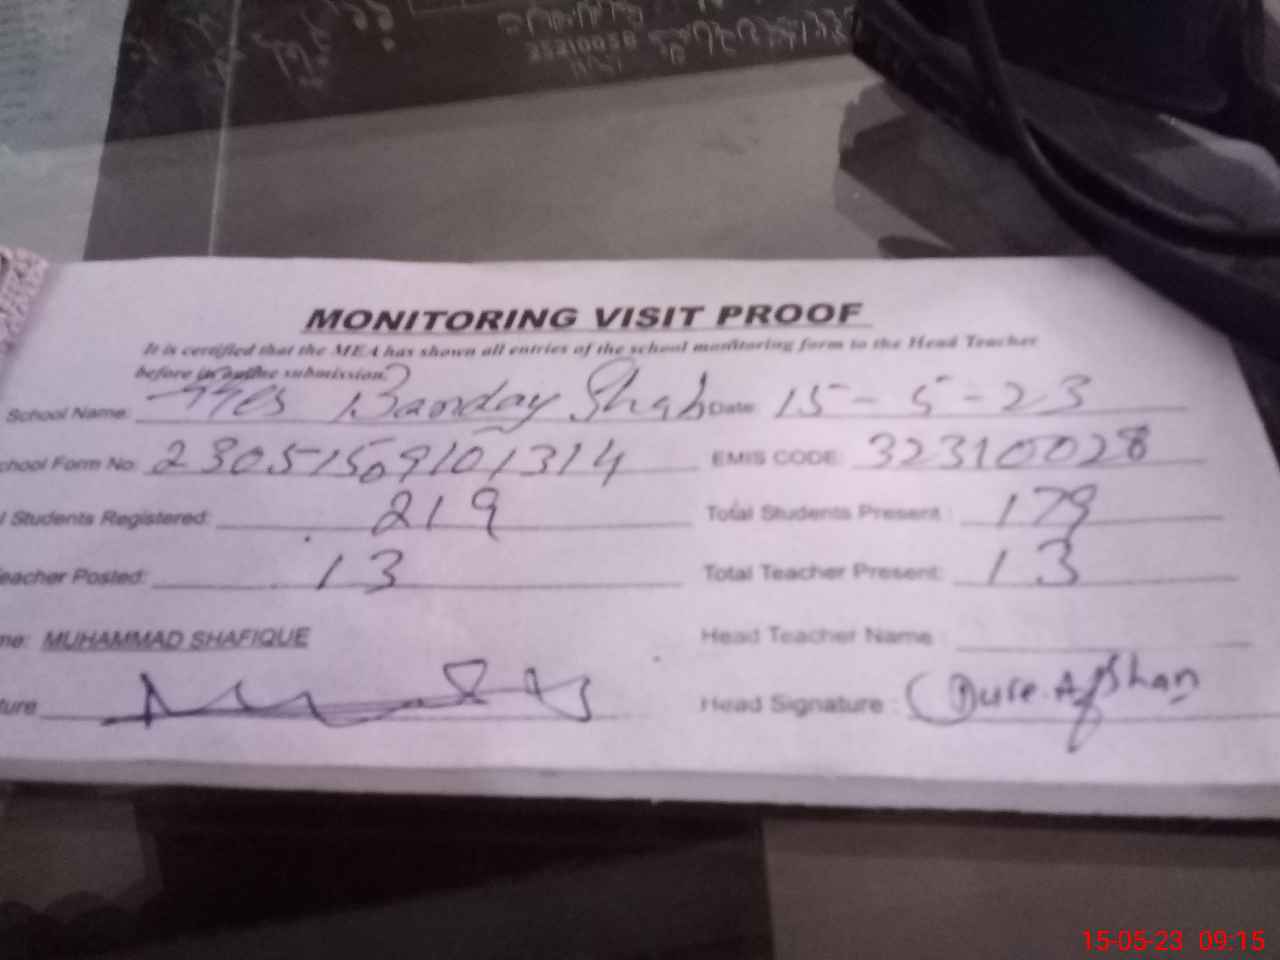 MONITORING VISIT PROOF
It is certified that the MEA has shown all entries of the school monitoring form to the Head Teacher
before online submission.
School Name: Banday Shah Date: 15-5-23
chool Form No: 23051509101314 EMIS CODE: 32310028
l Students Registered: 219 Total Students Present : 179
eacher Posted: 13 Total Teacher Present: 13
me: MUHAMMAD SHAFIQUE Head Teacher Name :
ture Head Signature : Dure.Afshan
15-05-23 09:15